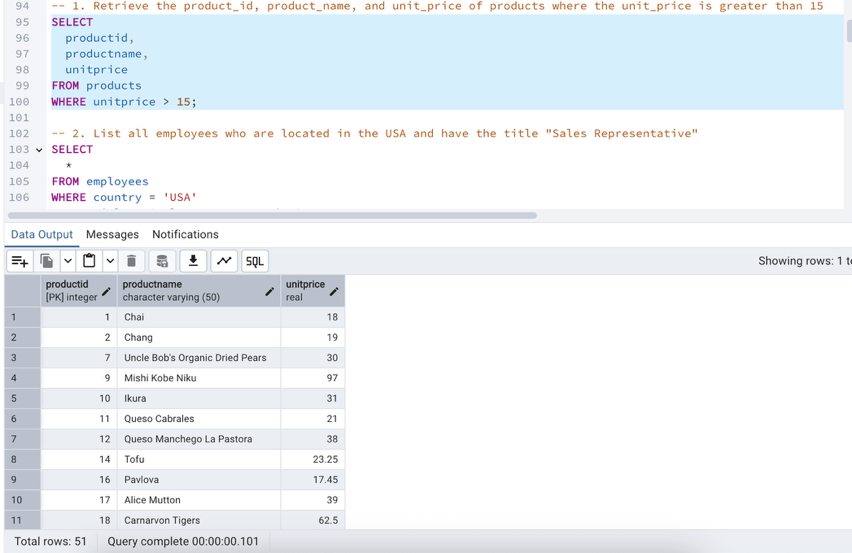 94 -- 1. Retrieve the product_id, product_name, and unit_price of products where the unit_price is greater than 15
95 SELECT
96 productid,
97 productname,
98 unitprice
99 FROM products
100 WHERE unitprice > 15;
101
102 -- 2. List all employees who are located in the USA and have the title "Sales Representative"
103 SELECT
104 *
105 FROM employees
106 WHERE country = 'USA'
Data Output Messages Notifications
SQL Showing rows: 1 to
productid productname unitprice
[PK] integer character varying (50) real
1 1 Chai 18
2 2 Chang 19
3 7 Uncle Bob's Organic Dried Pears 30
4 9 Mishi Kobe Niku 97
5 10 Ikura 31
6 11 Queso Cabrales 21
7 12 Queso Manchego La Pastora 38
8 14 Tofu 23.25
9 16 Pavlova 17.45
10 17 Alice Mutton 39
11 18 Carnarvon Tigers 62.5
Total rows: 51 Query complete 00:00:00.101